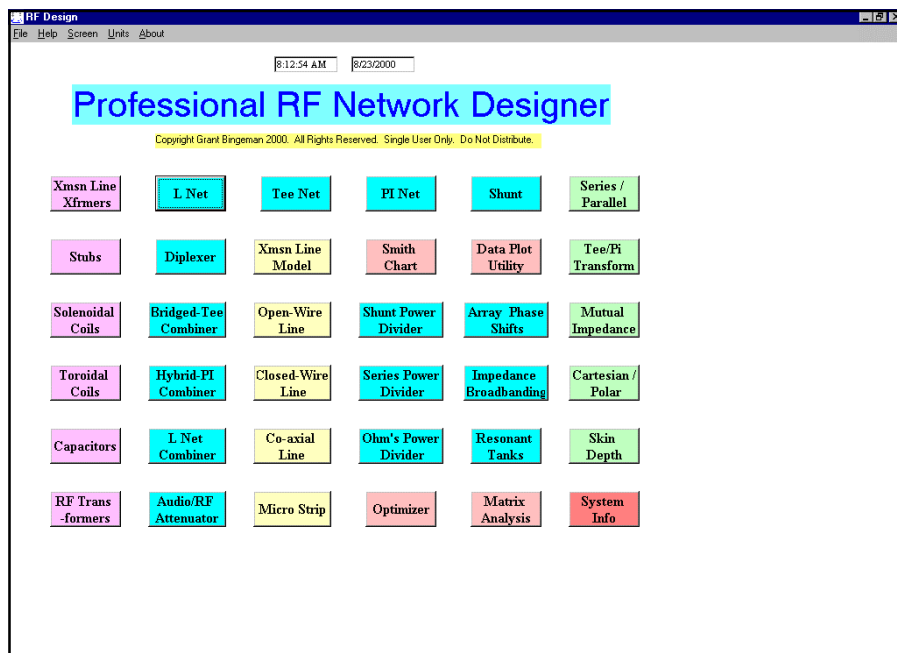 RF Design
File Help Screen Units About
8:12:54 AM 8/23/2000
Professional RF Network Designer
Copyright Grant Bingeman 2000. All Rights Reserved. Single User Only. Do Not Distribute.
Xmsn Line
Xfrmers
L Net
Tee Net
PI Net
Shunt
Series /
Parallel
Stubs
Diplexer
Xmsn Line
Model
Smith
Chart
Data Plot
Utility
Tee/Pi
Transform
Solenoidal
Coils
Bridged-Tee
Combiner
Open-Wire
Line
Shunt Power
Divider
Array Phase
Shifts
Mutual
Impedance
Toroidal
Coils
Hybrid-PI
Combiner
Closed-Wire
Line
Series Power
Divider
Impedance
Broadbanding
Cartesian /
Polar
Capacitors
L Net
Combiner
Co-axial
Line
Ohm's Power
Divider
Resonant
Tanks
Skin
Depth
RF Trans
-formers
Audio/RF
Attenuator
Micro Strip
Optimizer
Matrix
Analysis
System
Info